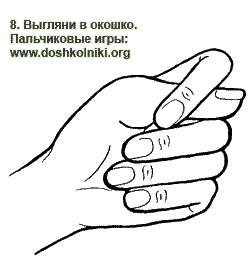 8. Выгляни в окошко.
Пальчиковые игры:
www.doshkolniki.org